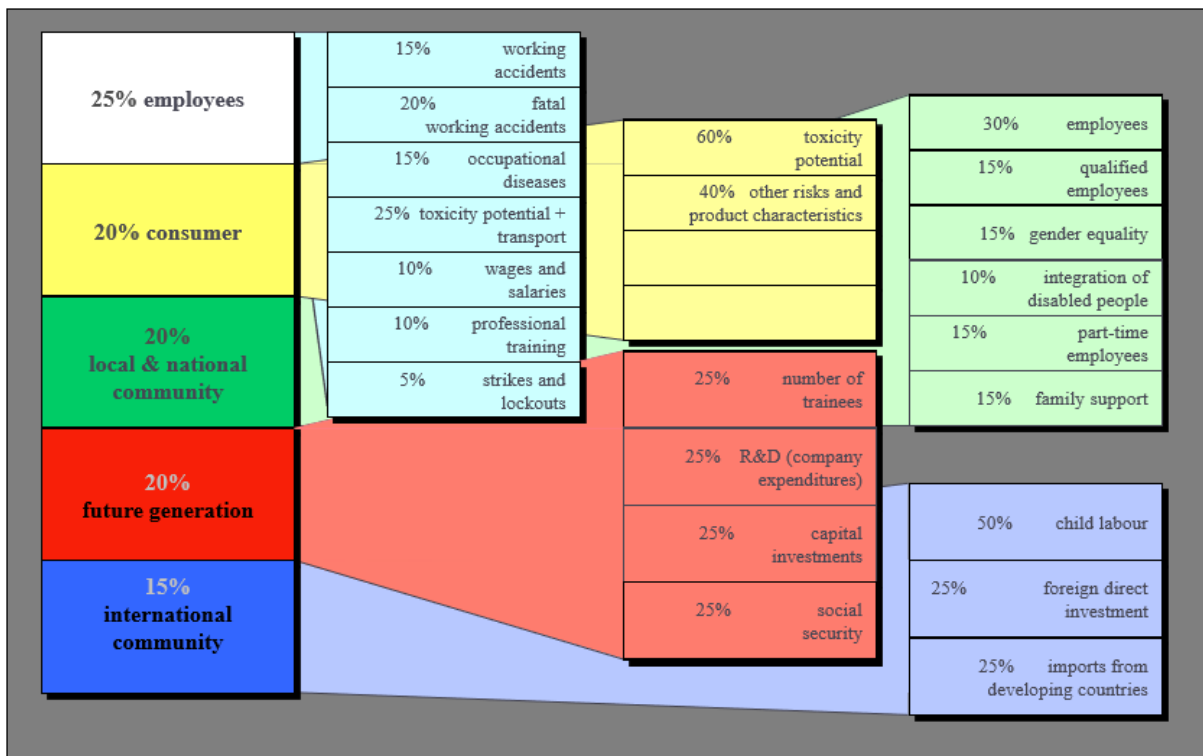 25% employees
20% consumer
20%
local & national
community
20%
future generation
15%
international
community
15% working
accidents
20% fatal
working accidents
15% occupational
diseases
25% toxicity potential +
transport
10% wages and
salaries
10% professional
training
5% strikes and
lockouts
60% toxicity
potential
40% other risks and
product characteristics
25% number of
trainees
25% R&D (company
expenditures)
25% capital
investments
25% social
security
30% employees
15% qualified
employees
15% gender equality
10% integration of
disabled people
15% part-time
employees
15% family support
50% child labour
25% foreign direct
investment
25% imports from
developing countries